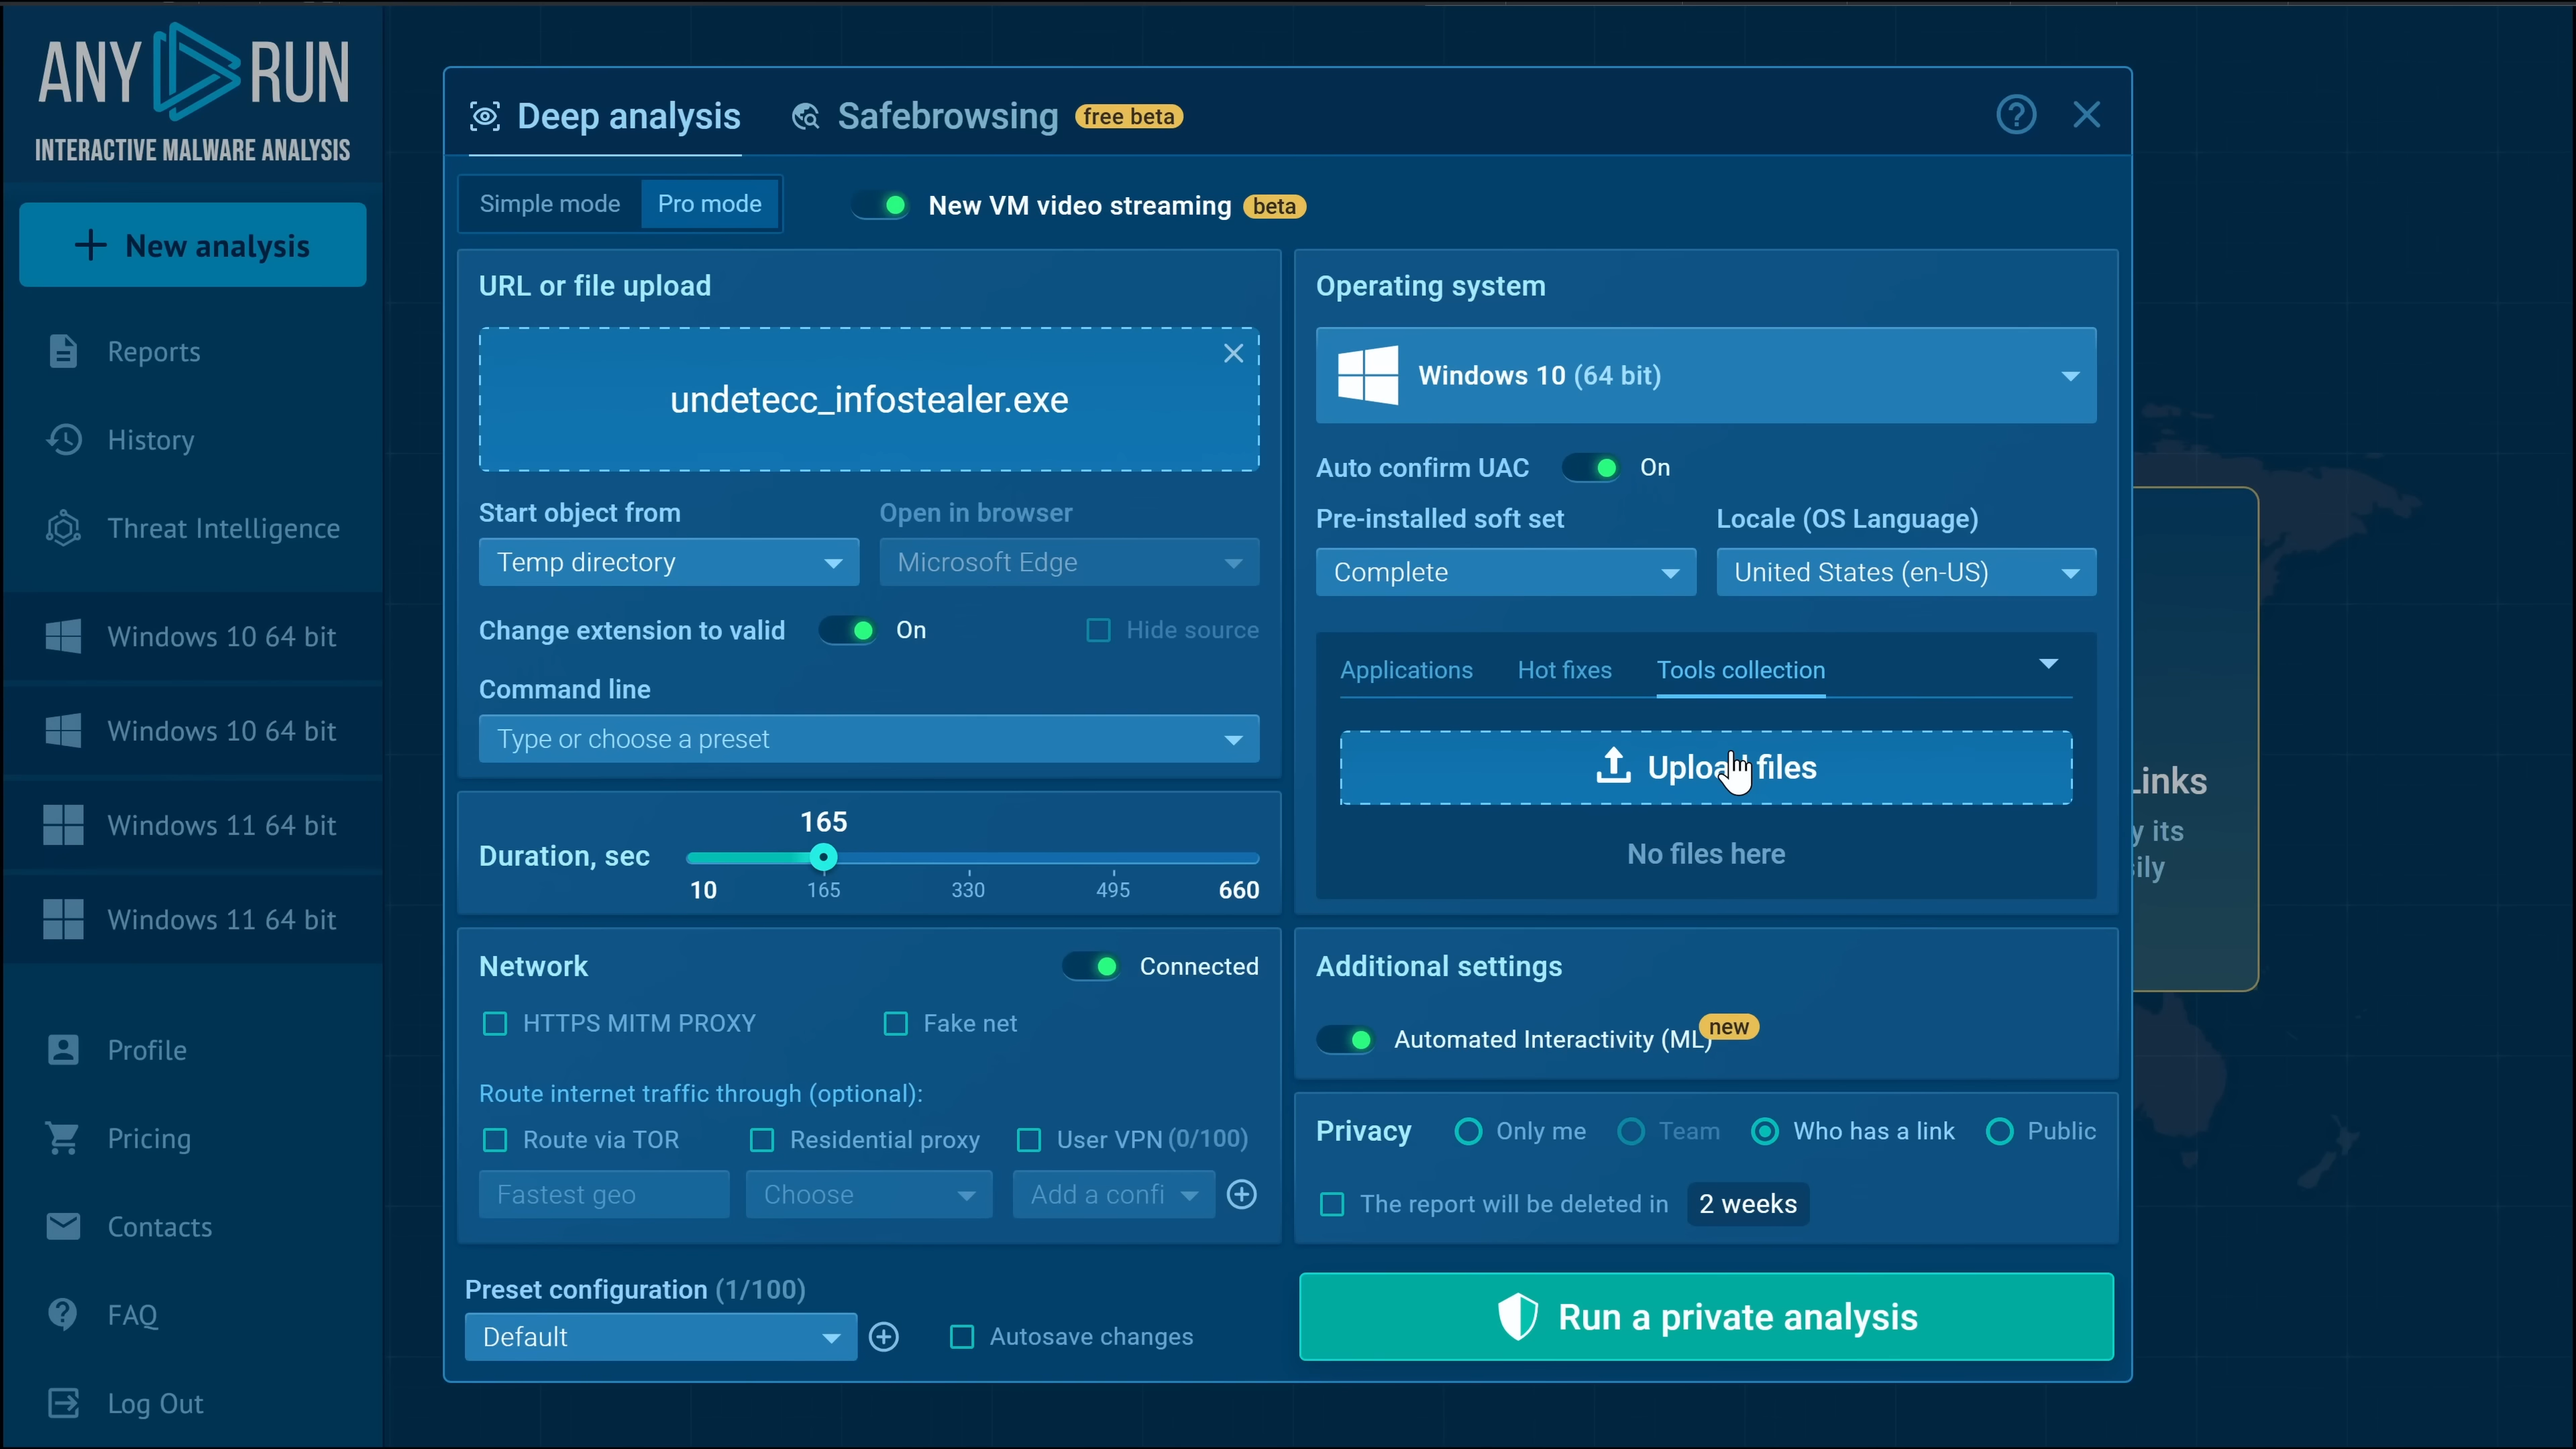 ANY RUN
INTERACTIVE MALWARE ANALYSIS
New analysis
Reports
History
Threat Intelligence
Windows 10 64 bit
Windows 10 64 bit
Windows 11 64 bit
Windows 11 64 bit
Profile
Pricing
Contacts
FAQ
Log Out
Deep analysis
Safebrowsing free beta
Simple mode
Pro mode
New VM video streaming beta
URL or file upload
undetecc_infostealer.exe
Start object from
Open in browser
Temp directory
Microsoft Edge
Change extension to valid
On
Hide source
Command line
Type or choose a preset
165
Duration, sec
10
165
330
495
660
Network
Connected
HTTPS MITM PROXY
Fake net
Route internet traffic through (optional):
Route via TOR
Residential proxy
User VPN (0/100)
Fastest geo
Choose
Add a confi
Preset configuration (1/100)
Default
Autosave changes
Operating system
Windows 10 (64 bit)
Auto confirm UAC
On
Pre-installed soft set
Locale (OS Language)
Complete
United States (en-US)
Applications
Hot fixes
Tools collection
Upload files
No files here
Additional settings
Automated Interactivity (ML) new
Privacy
Only me
Team
Who has a link
Public
The report will be deleted in 2 weeks
Run a private analysis
Links
y its
ily